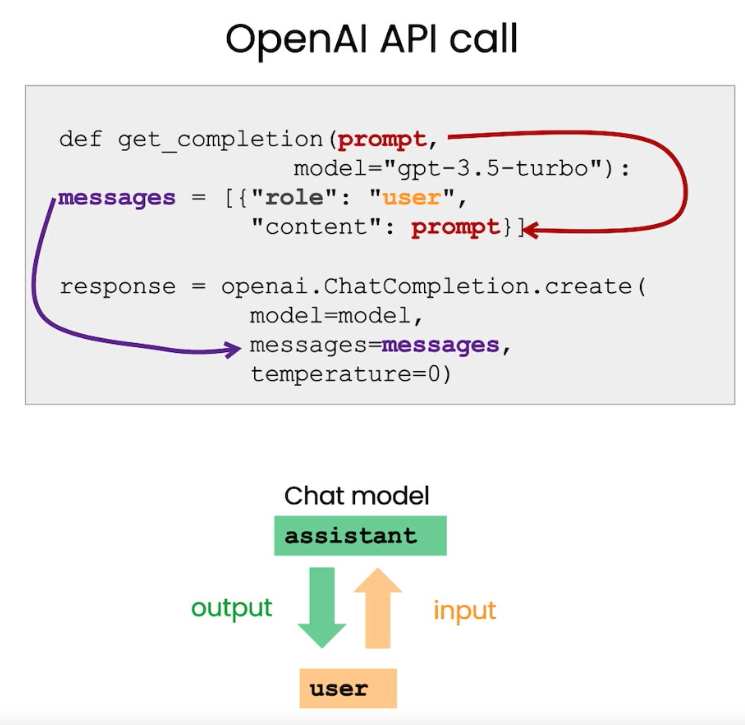 OpenAI API call
def get_completion(prompt,
model="gpt-3.5-turbo"):
messages = [{"role": "user",
"content": prompt}]
response = openai.ChatCompletion.create(
model=model,
messages=messages,
temperature=0)
Chat model
assistant
output
input
user